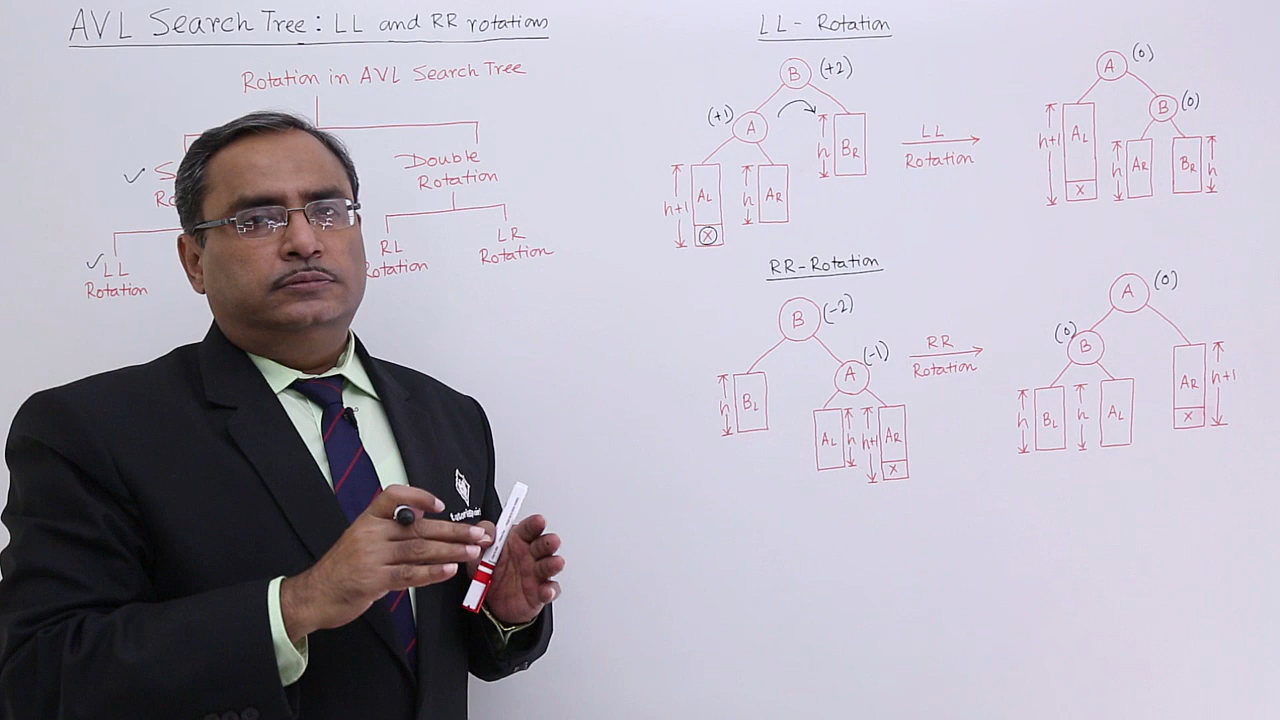 AVL Search Tree: LL and RR rotations
Rotation in AVL Search Tree
✓ S
Ro
Double
Rotation
✓ LL
Rotation
RL
Rotation
LR
Rotation
LL - Rotation
B (+2)
(+1) A
h BR
h+1 AL h AR
X
LL
Rotation
A (0)
B (0)
h+1 AL
h AR BR h
X
RR-Rotation
B (-2)
(-1)
A
h BL
AL h h+1 AR
X
RR
Rotation
A (0)
(0) B
AR h+1
h BL h AL
X
tutorialspoint